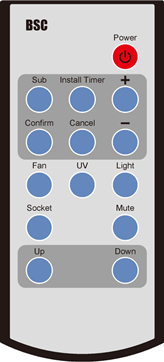 BSC
Power
Sub Install Timer +
Confirm Cancel −
Fan UV Light
Socket Mute
Up Down